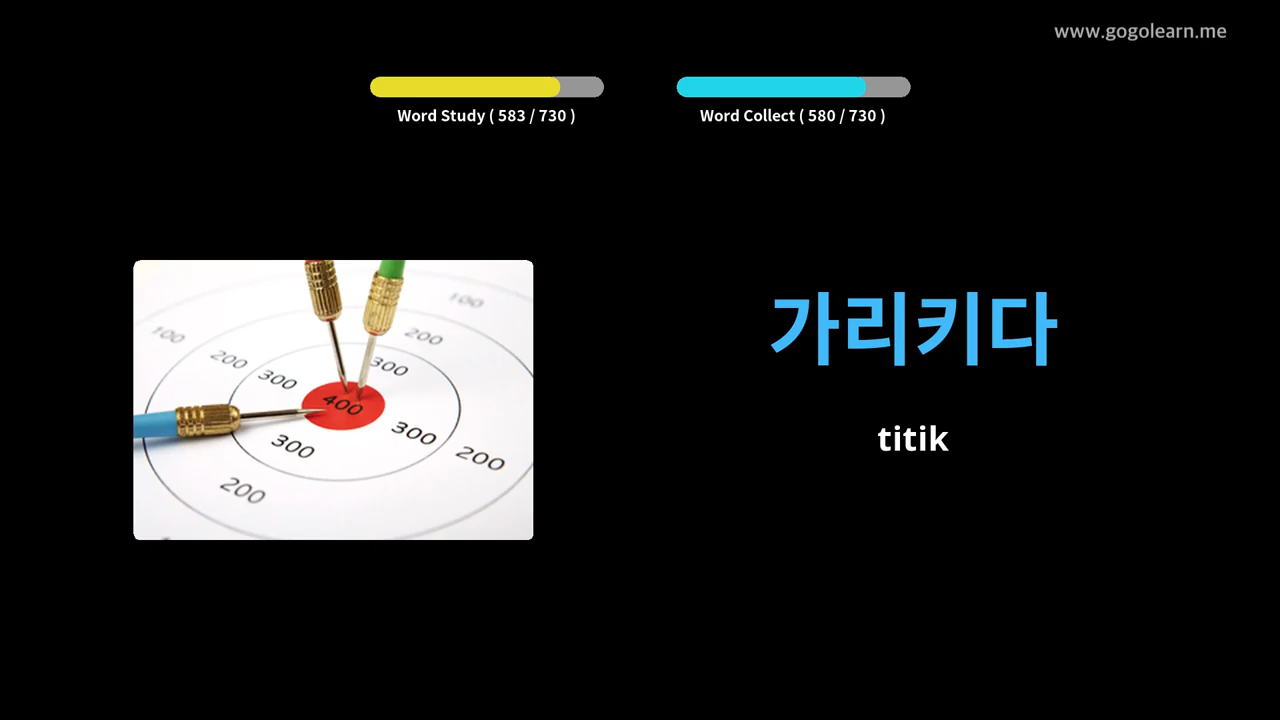 www.gogolearn.me
Word Study ( 583 / 730 )
Word Collect ( 580 / 730 )
가리키다
titik
100
100
200
200
300
300
400
300
300
200
200